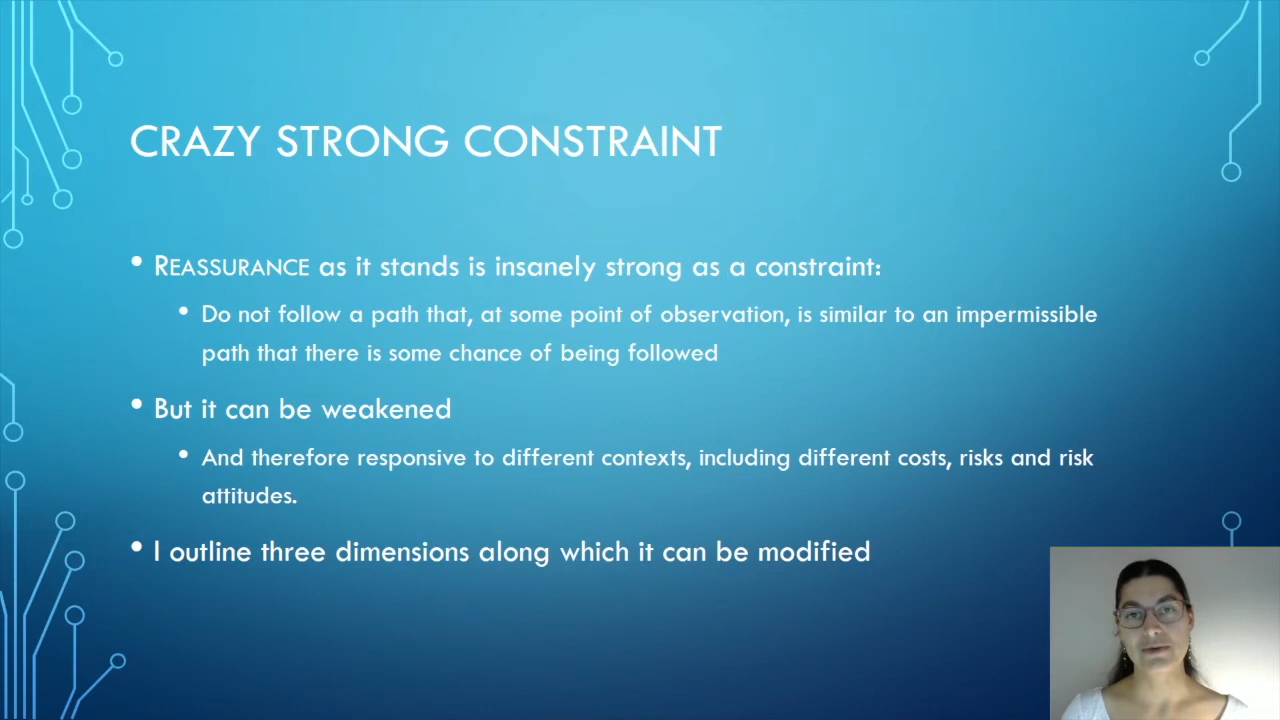 CRAZY STRONG CONSTRAINT
• REASSURANCE as it stands is insanely strong as a constraint:
• Do not follow a path that, at some point of observation, is similar to an impermissible
path that there is some chance of being followed
• But it can be weakened
• And therefore responsive to different contexts, including different costs, risks and risk
attitudes.
• I outline three dimensions along which it can be modified